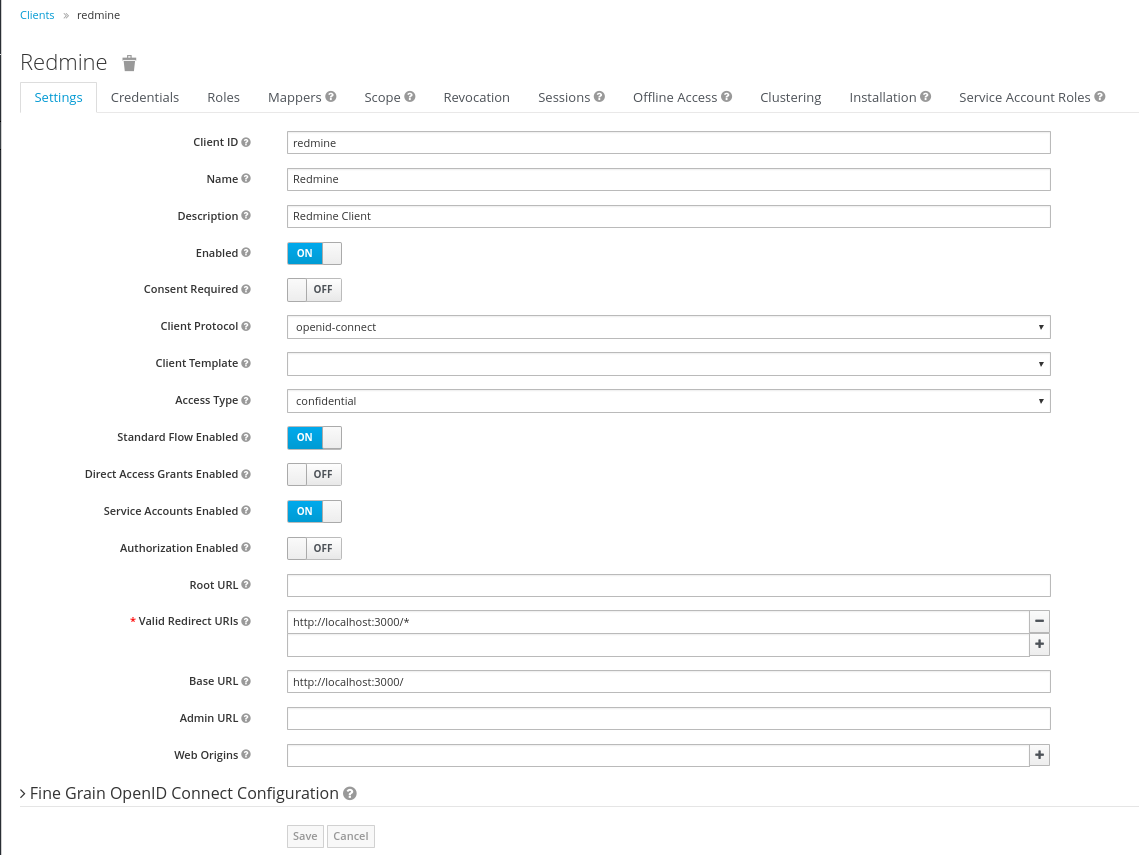 Clients » redmine
Redmine
Settings Credentials Roles Mappers Scope Revocation Sessions Offline Access Clustering Installation Service Account Roles
Client ID redmine
Name Redmine
Description Redmine Client
Enabled ON
Consent Required OFF
Client Protocol openid-connect
Client Template
Access Type confidential
Standard Flow Enabled ON
Direct Access Grants Enabled OFF
Service Accounts Enabled ON
Authorization Enabled OFF
Root URL
* Valid Redirect URIs http://localhost:3000/*
Base URL http://localhost:3000/
Admin URL
Web Origins
Fine Grain OpenID Connect Configuration
Save Cancel